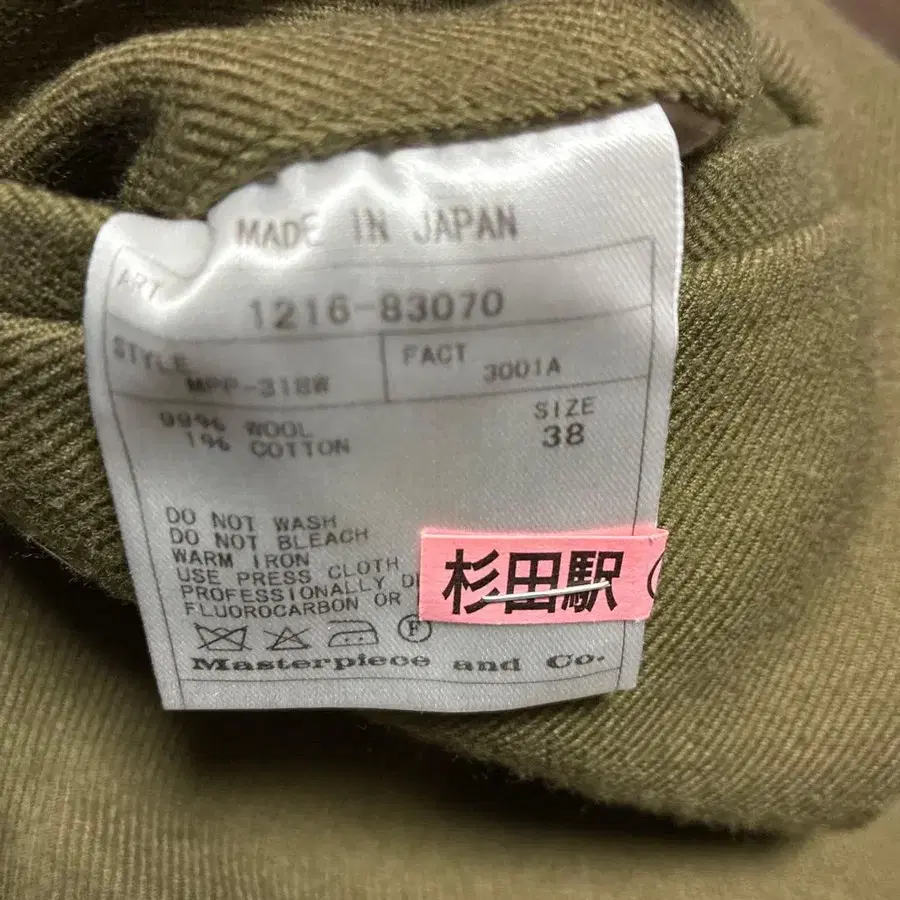 MADE IN JAPAN
ART
1216-83070
STYLE
MPP-318W
FACT
3001A
99% WOOL
1% COTTON
SIZE
38
DO NOT WASH
DO NOT BLEACH
WARM IRON
USE PRESS CLOTH
PROFESSIONALLY
FLUOROCARBON OR
杉田駅
F
Masterpiece and Co.